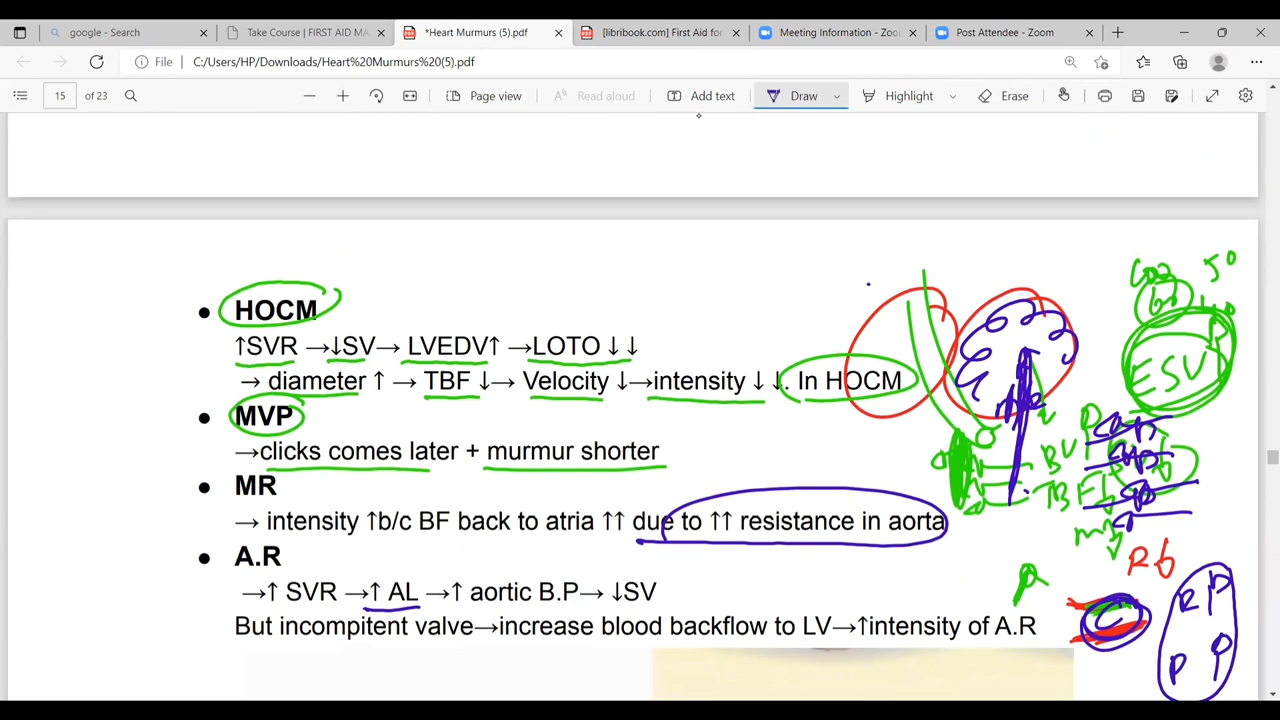 google - Search
Take Course | FIRST AID MA
*Heart Murmurs (5).pdf
[libribook.com] First Aid for
Meeting Information - Zoo
Post Attendee - Zoom
File
C:/Users/HP/Downloads/Heart%20Murmurs%20(5).pdf
15 of 23
Page view
Read aloud
Add text
Draw
Highlight
Erase
• HOCM
↑SVR →↓SV→ LVEDV↑ →LOTO ↓↓
→ diameter ↑ → TBF ↓→ Velocity ↓→intensity ↓↓. In HOCM
• MVP
→clicks comes later + murmur shorter
• MR
→ intensity ↑b/c BF back to atria ↑↑ due to ↑↑ resistance in aorta
• A.R
→↑ SVR →↑ AL →↑ aortic B.P→ ↓SV
But incompitent valve→increase blood backflow to LV→↑intensity of A.R
ESV
BV
TBF